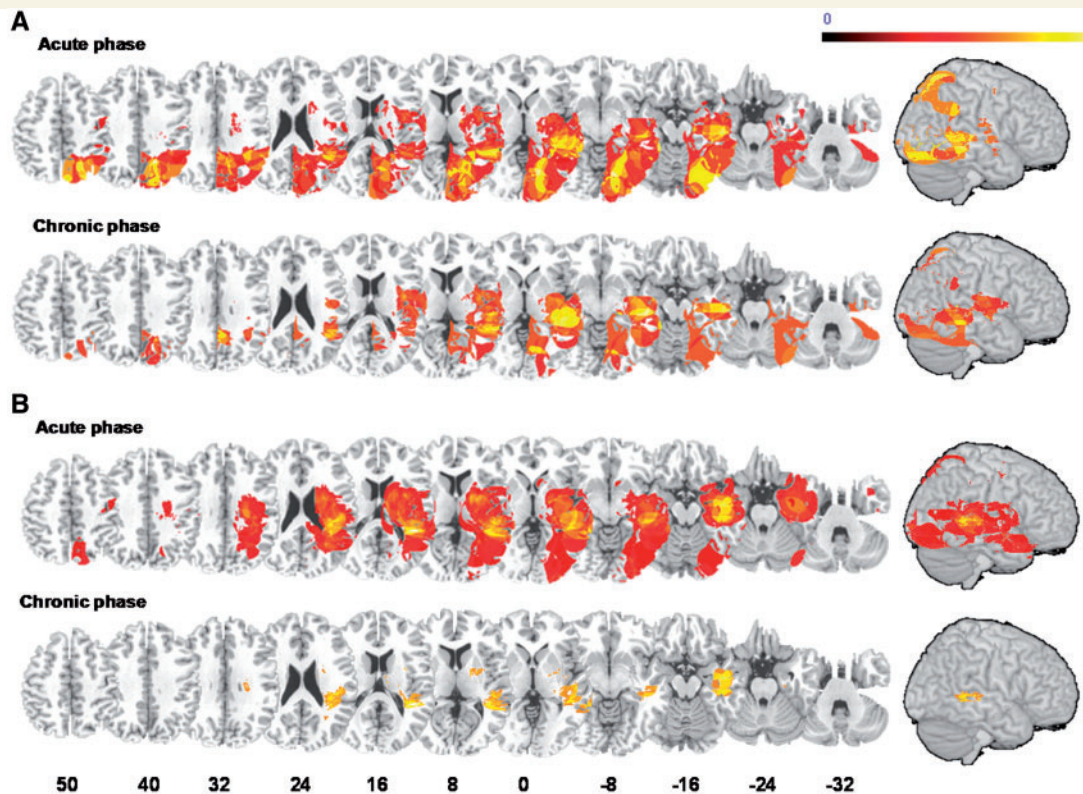 A
0
Acute phase
Chronic phase
B
Acute phase
Chronic phase
50 40 32 24 16 8 0 -8 -16 -24 -32